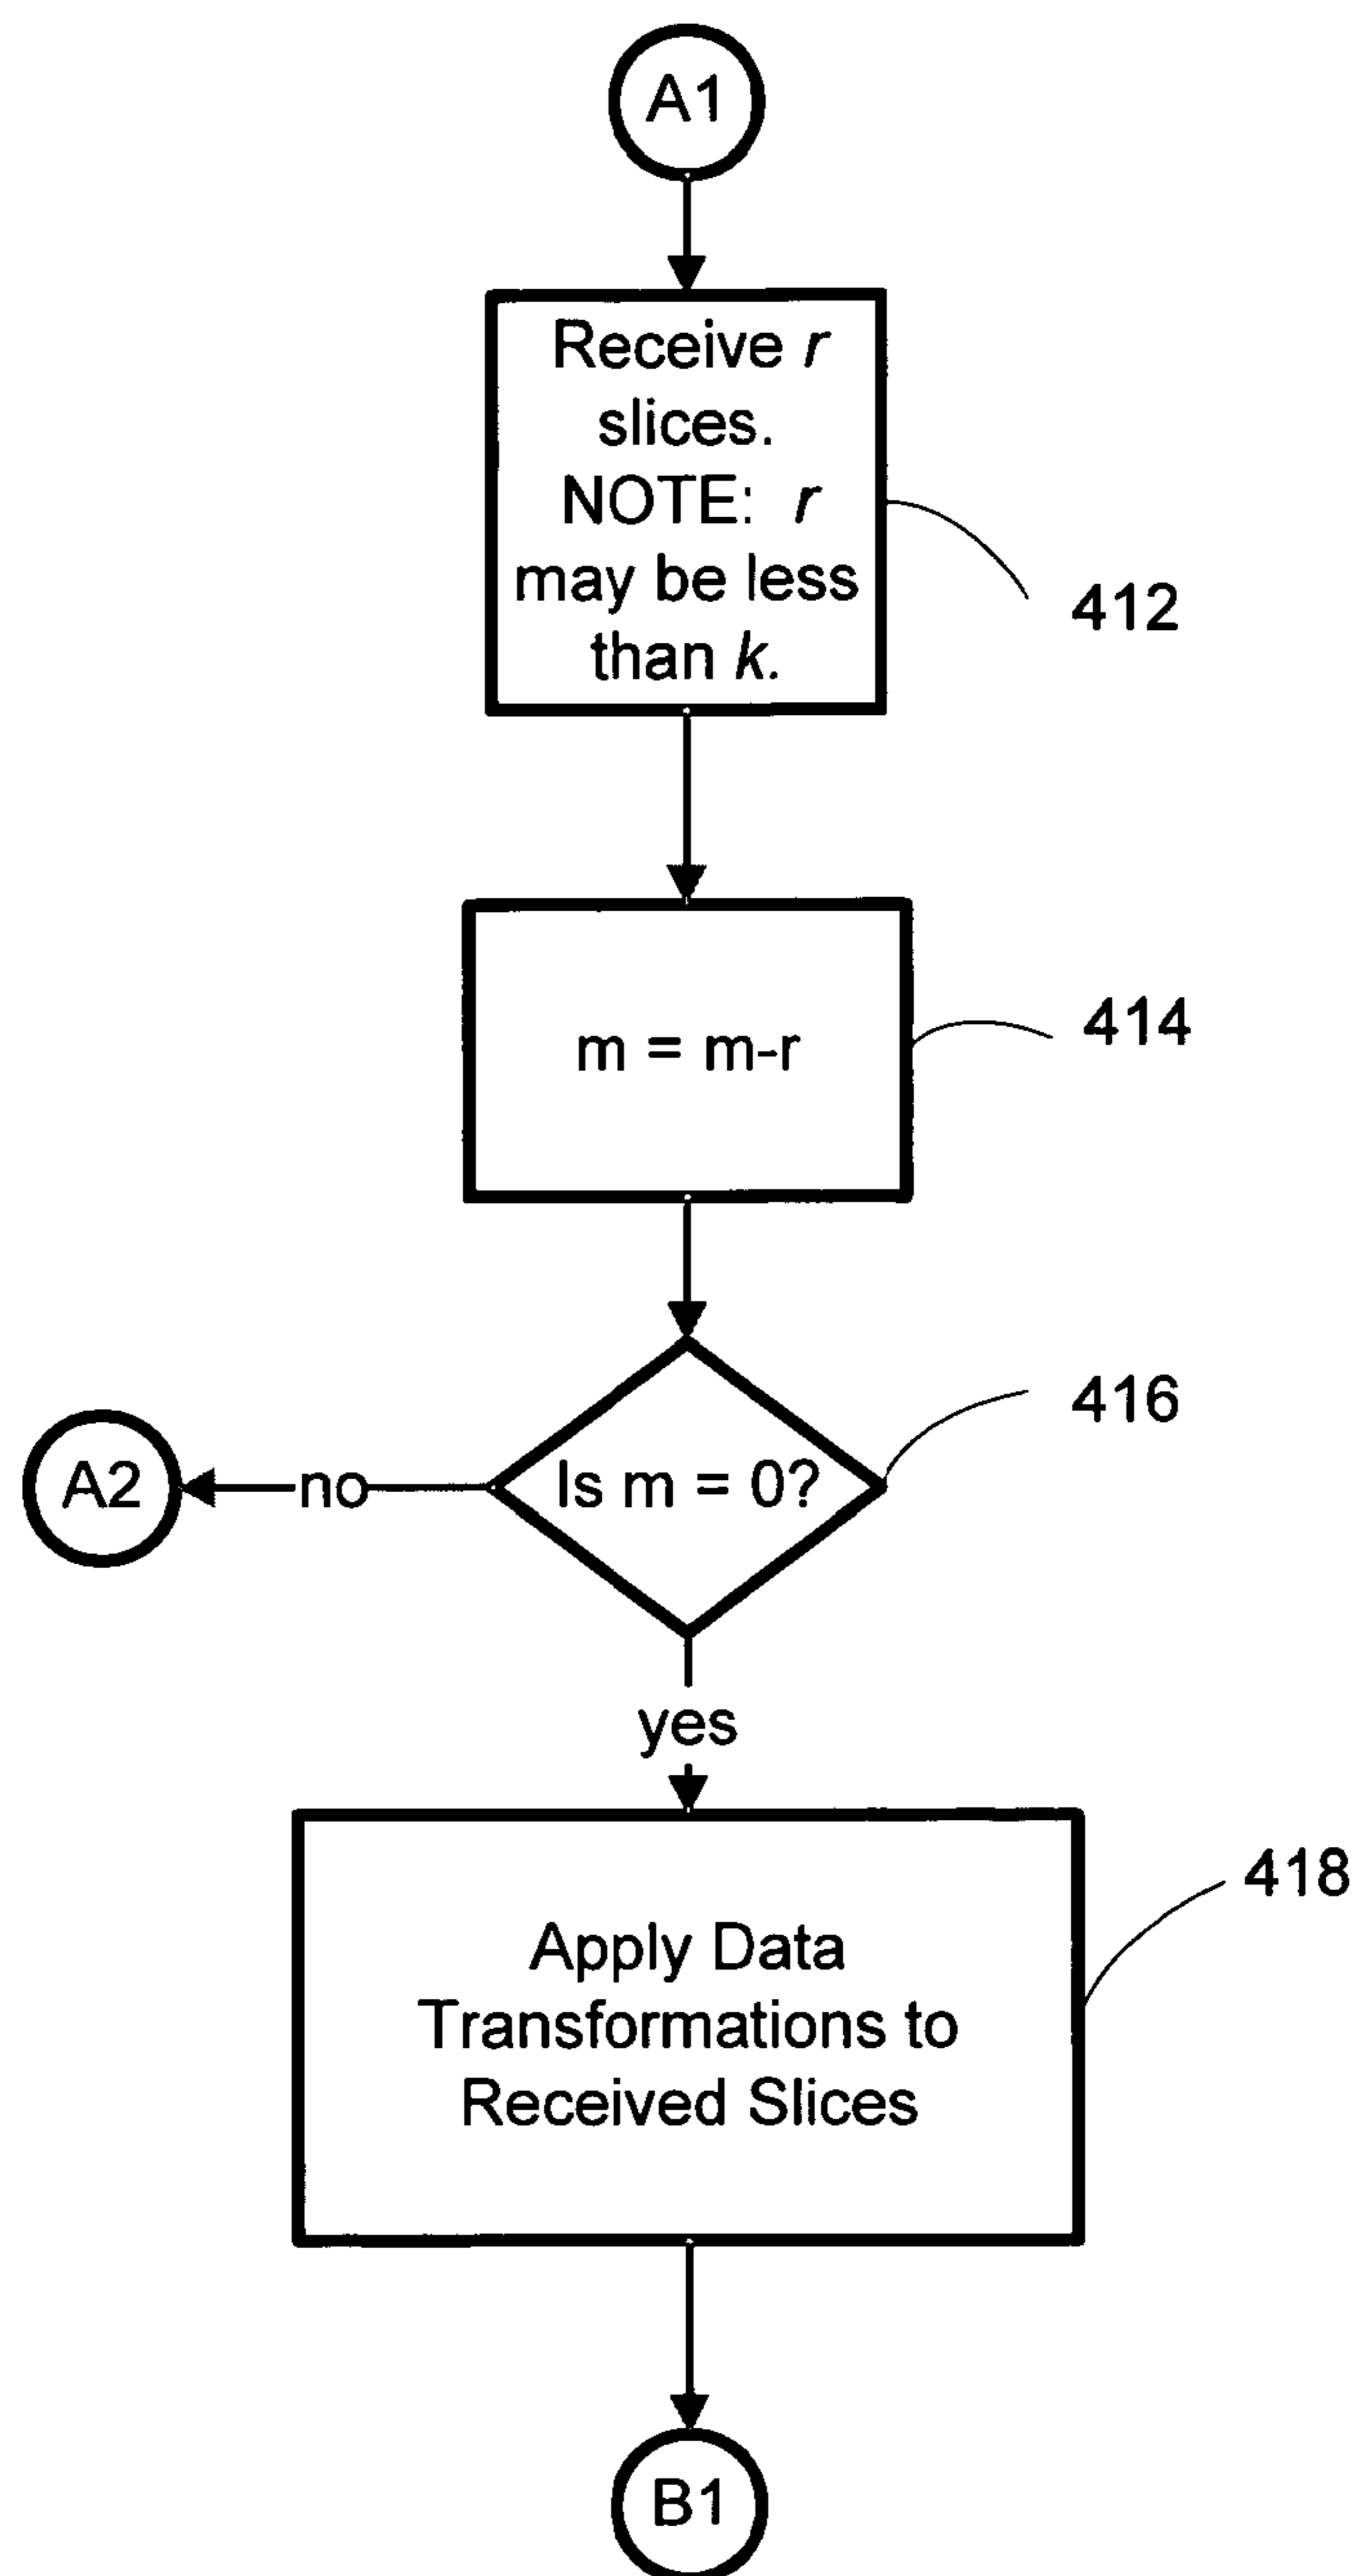 A1
Receive r
slices.
NOTE: r
may be less
than k.
412
m = m-r
414
416
Is m = 0?
no
A2
yes
418
Apply Data
Transformations to
Received Slices
B1